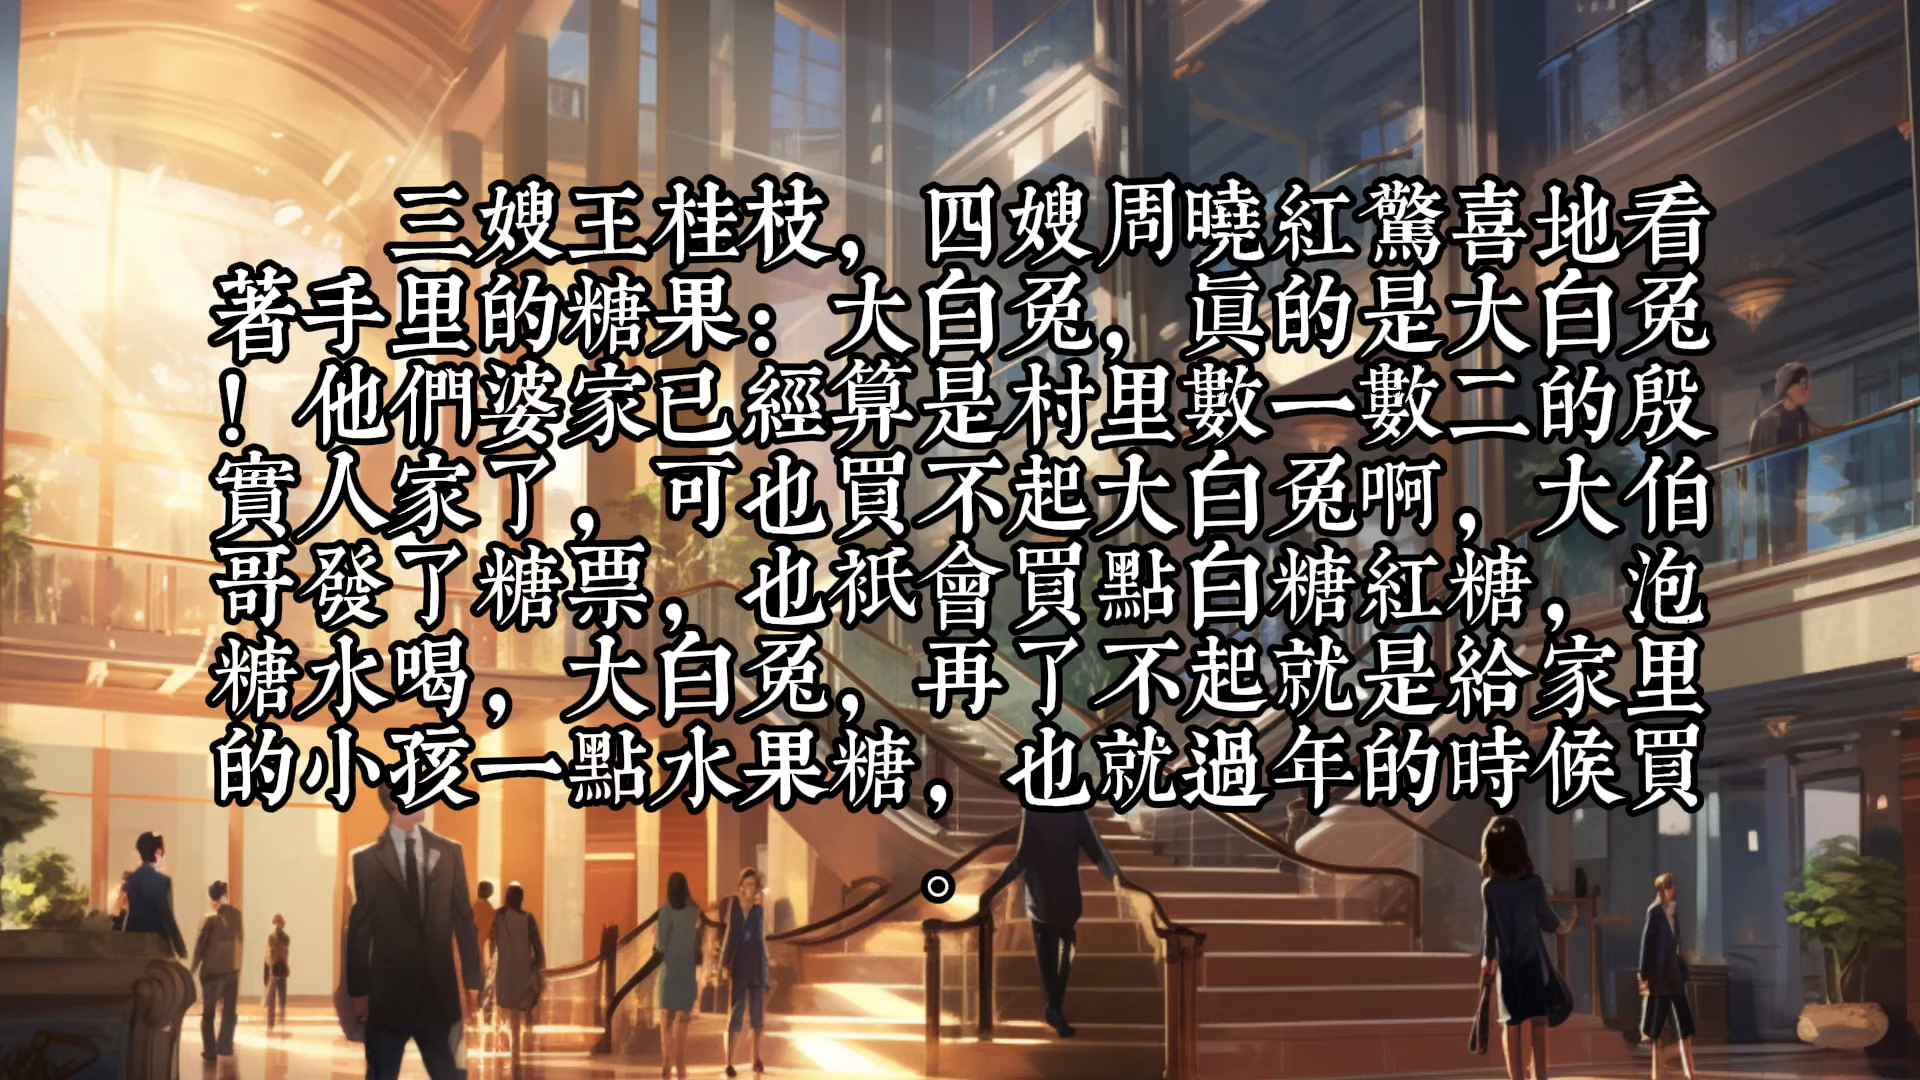 三嫂王桂枝，四嫂周曉紅驚喜地看
著手里的糖果：大白兔，眞的是大白兔
！他們婆家已經算是村里數一數二的殷
實人家了，可也買不起大白兔啊，大伯
哥發了糖票，也衹會買點白糖紅糖，泡
糖水喝，大白兔，再了不起就是給家里
的小孩一點水果糖，也就過年的時候買
。